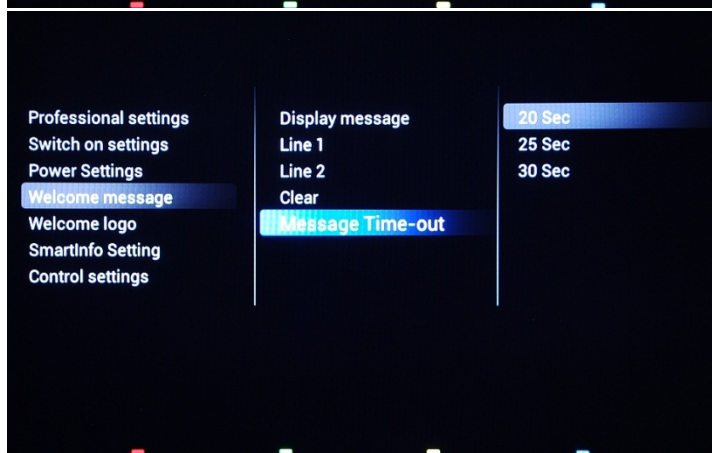 Professional settings
Switch on settings
Power Settings
Welcome message
Welcome logo
SmartInfo Setting
Control settings
Display message
Line 1
Line 2
Clear
Message Time-out
20 Sec
25 Sec
30 Sec